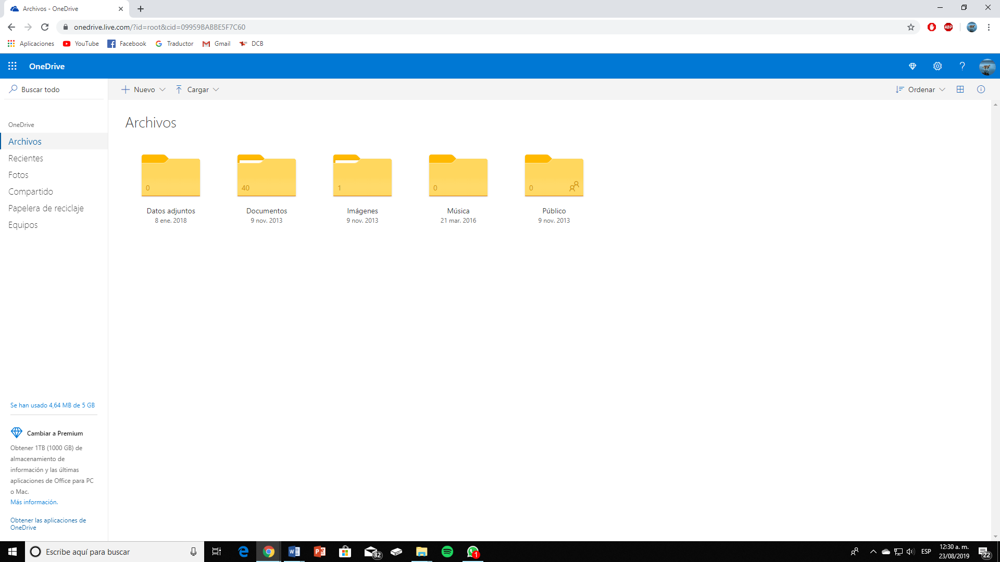 Archivos - OneDrive
onedrive.live.com/?id=root&cid=09959BABBE5F7C60
ABP
Aplicaciones YouTube Facebook Traductor Gmail DCB
OneDrive
Buscar todo
Nuevo Cargar Ordenar
OneDrive
Archivos
Recientes
Fotos
Compartido
Papelera de reciclaje
Equipos
Archivos
0 40 1 0 0
Datos adjuntos Documentos Imágenes Música Público
8 ene. 2018 9 nov. 2013 9 nov. 2013 21 mar. 2016 9 nov. 2013
Se han usado 4,64 MB de 5 GB
Cambiar a Premium
Obtener 1TB (1000 GB) de
almacenamiento de
información y las últimas
aplicaciones de Office para PC
o Mac.
Más información.
Obtener las aplicaciones de
OneDrive
Escribe aquí para buscar
32
1
ESP
12:30 a. m.
23/08/2019
22